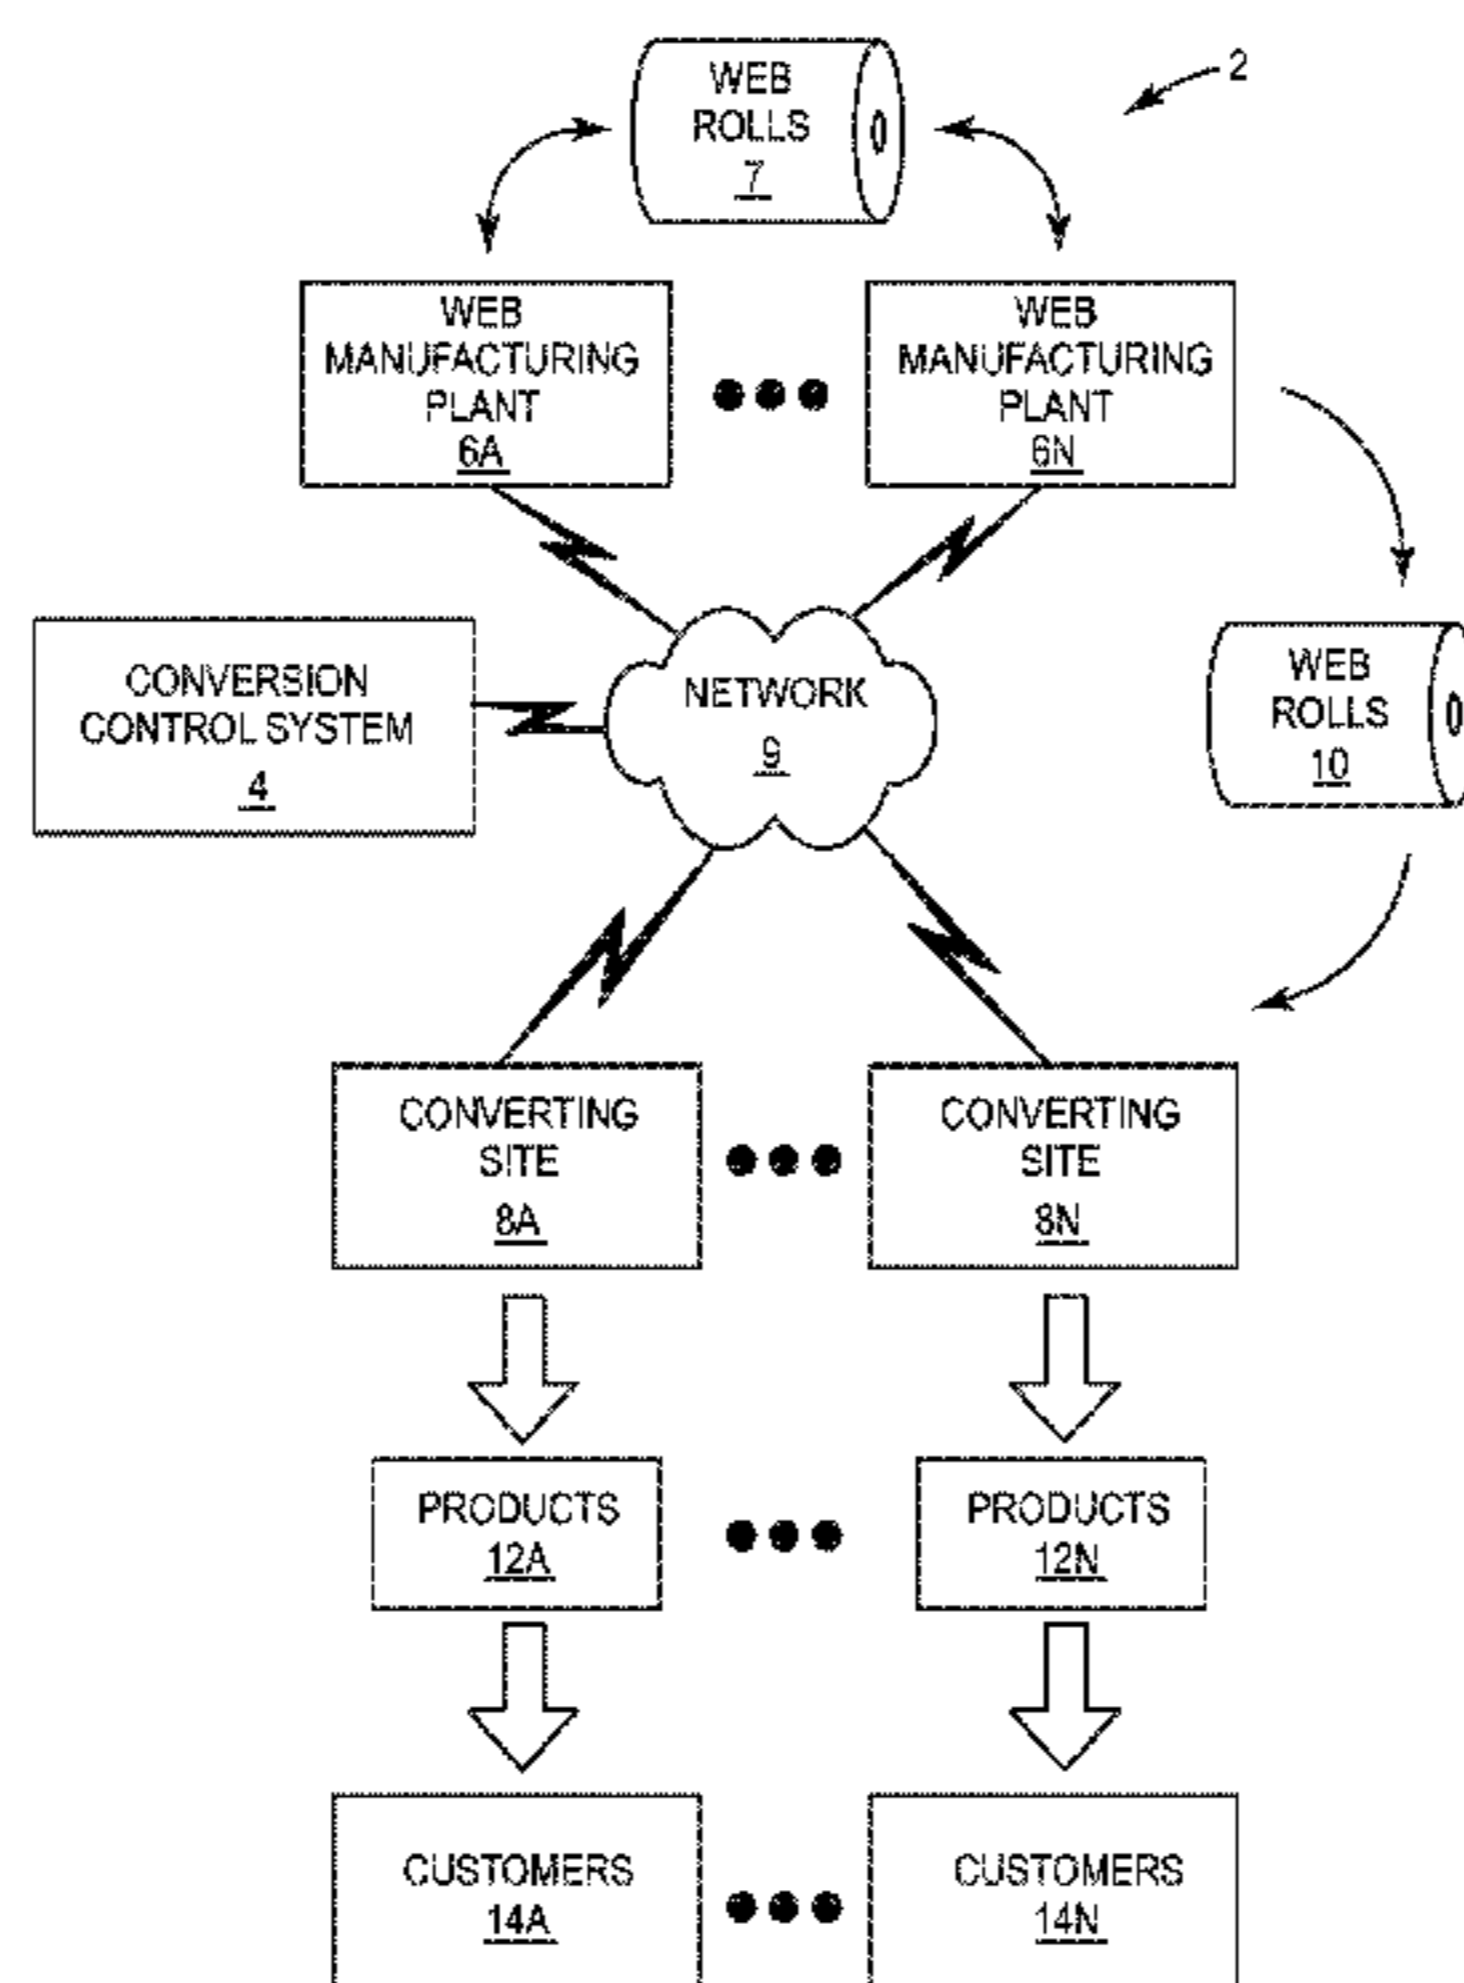 2
WEB
ROLLS
7
WEB
MANUFACTURING
PLANT
6A
WEB
MANUFACTURING
PLANT
6N
CONVERSION
CONTROL SYSTEM
4
NETWORK
9
WEB
ROLLS
10
CONVERTING
SITE
8A
CONVERTING
SITE
8N
PRODUCTS
12A
PRODUCTS
12N
CUSTOMERS
14A
CUSTOMERS
14N